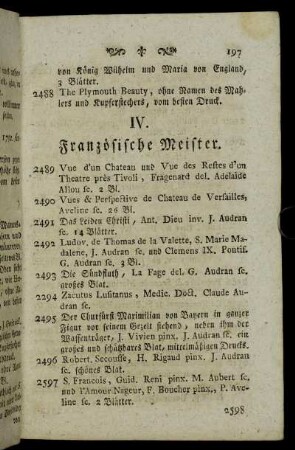 197
von König Wilhelm und Maria von England,
3 Blätter.
2488 The Plymouth Beauty, ohne Namen des Mah-
lers und Kupferstechers, vom besten Druck.
IV.
Französische Meister.
2489 Vue d'un Chateau und Vue des Restes d'un
Theatre près Tivoli, Fragenard del. Adelaide
Allou sc. 2 Bl.
2490 Vues & Perspective de Chateau de Versailles,
Aveline sc. 26 Bl.
2491 Das Leiden Christi, Ant. Dieu inv. J. Audran
sc. 14 Blätter.
2492 Ludov. de Thomas de la Valette, S. Marie Ma-
dalene, J. Audran sc. und Clemens IX. Pontif.
G. Audran sc. 3 Bl.
2493 Die Sündfluth, La Fage del. G. Audran sc.
großes Blat.
2494 Zacutus Lusitanus, Medic. Doct. Claude Au-
dran sc.
2495 Der Churfürst Maximilian von Bayern in ganzer
Figur vor seinem Gezelt stehend, neben ihm der
Waffenträger, J. Vivien pinx. J. Audran sc. ein
großes und schätzbares Blat, mittelmäßigen Drucks.
2496 Robert. Secousse, H. Rigaud pinx. J. Audran
sc. schönes Blat.
2597 S. Francois, Guid. Reni pinx. M. Aubert sc,
und l'Amour Nageur, F. Boucher pinx., P. Ave-
line sc. 2 Blätter.
2598